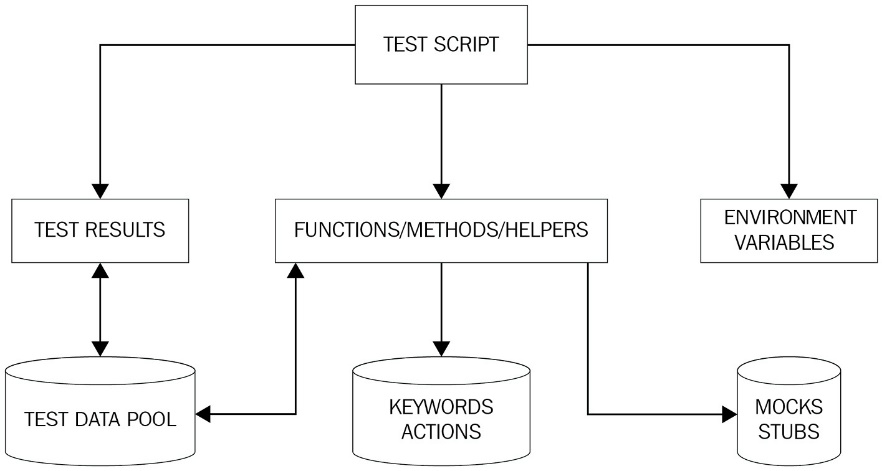 TEST SCRIPT
TEST RESULTS
FUNCTIONS/METHODS/HELPERS
ENVIRONMENT
VARIABLES
TEST DATA POOL
KEYWORDS
ACTIONS
MOCKS
STUBS